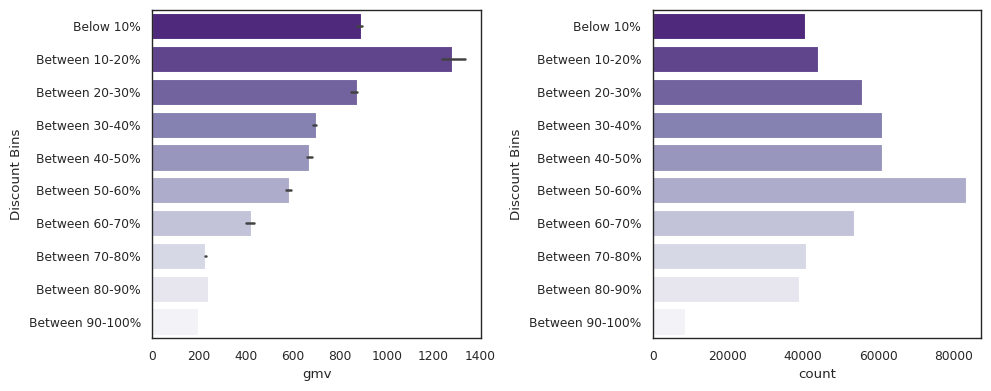 Discount Bins
Below 10%
Between 10-20%
Between 20-30%
Between 30-40%
Between 40-50%
Between 50-60%
Between 60-70%
Between 70-80%
Between 80-90%
Between 90-100%
0 200 400 600 800 1000 1200 1400
gmv
Discount Bins
Below 10%
Between 10-20%
Between 20-30%
Between 30-40%
Between 40-50%
Between 50-60%
Between 60-70%
Between 70-80%
Between 80-90%
Between 90-100%
0 20000 40000 60000 80000
count